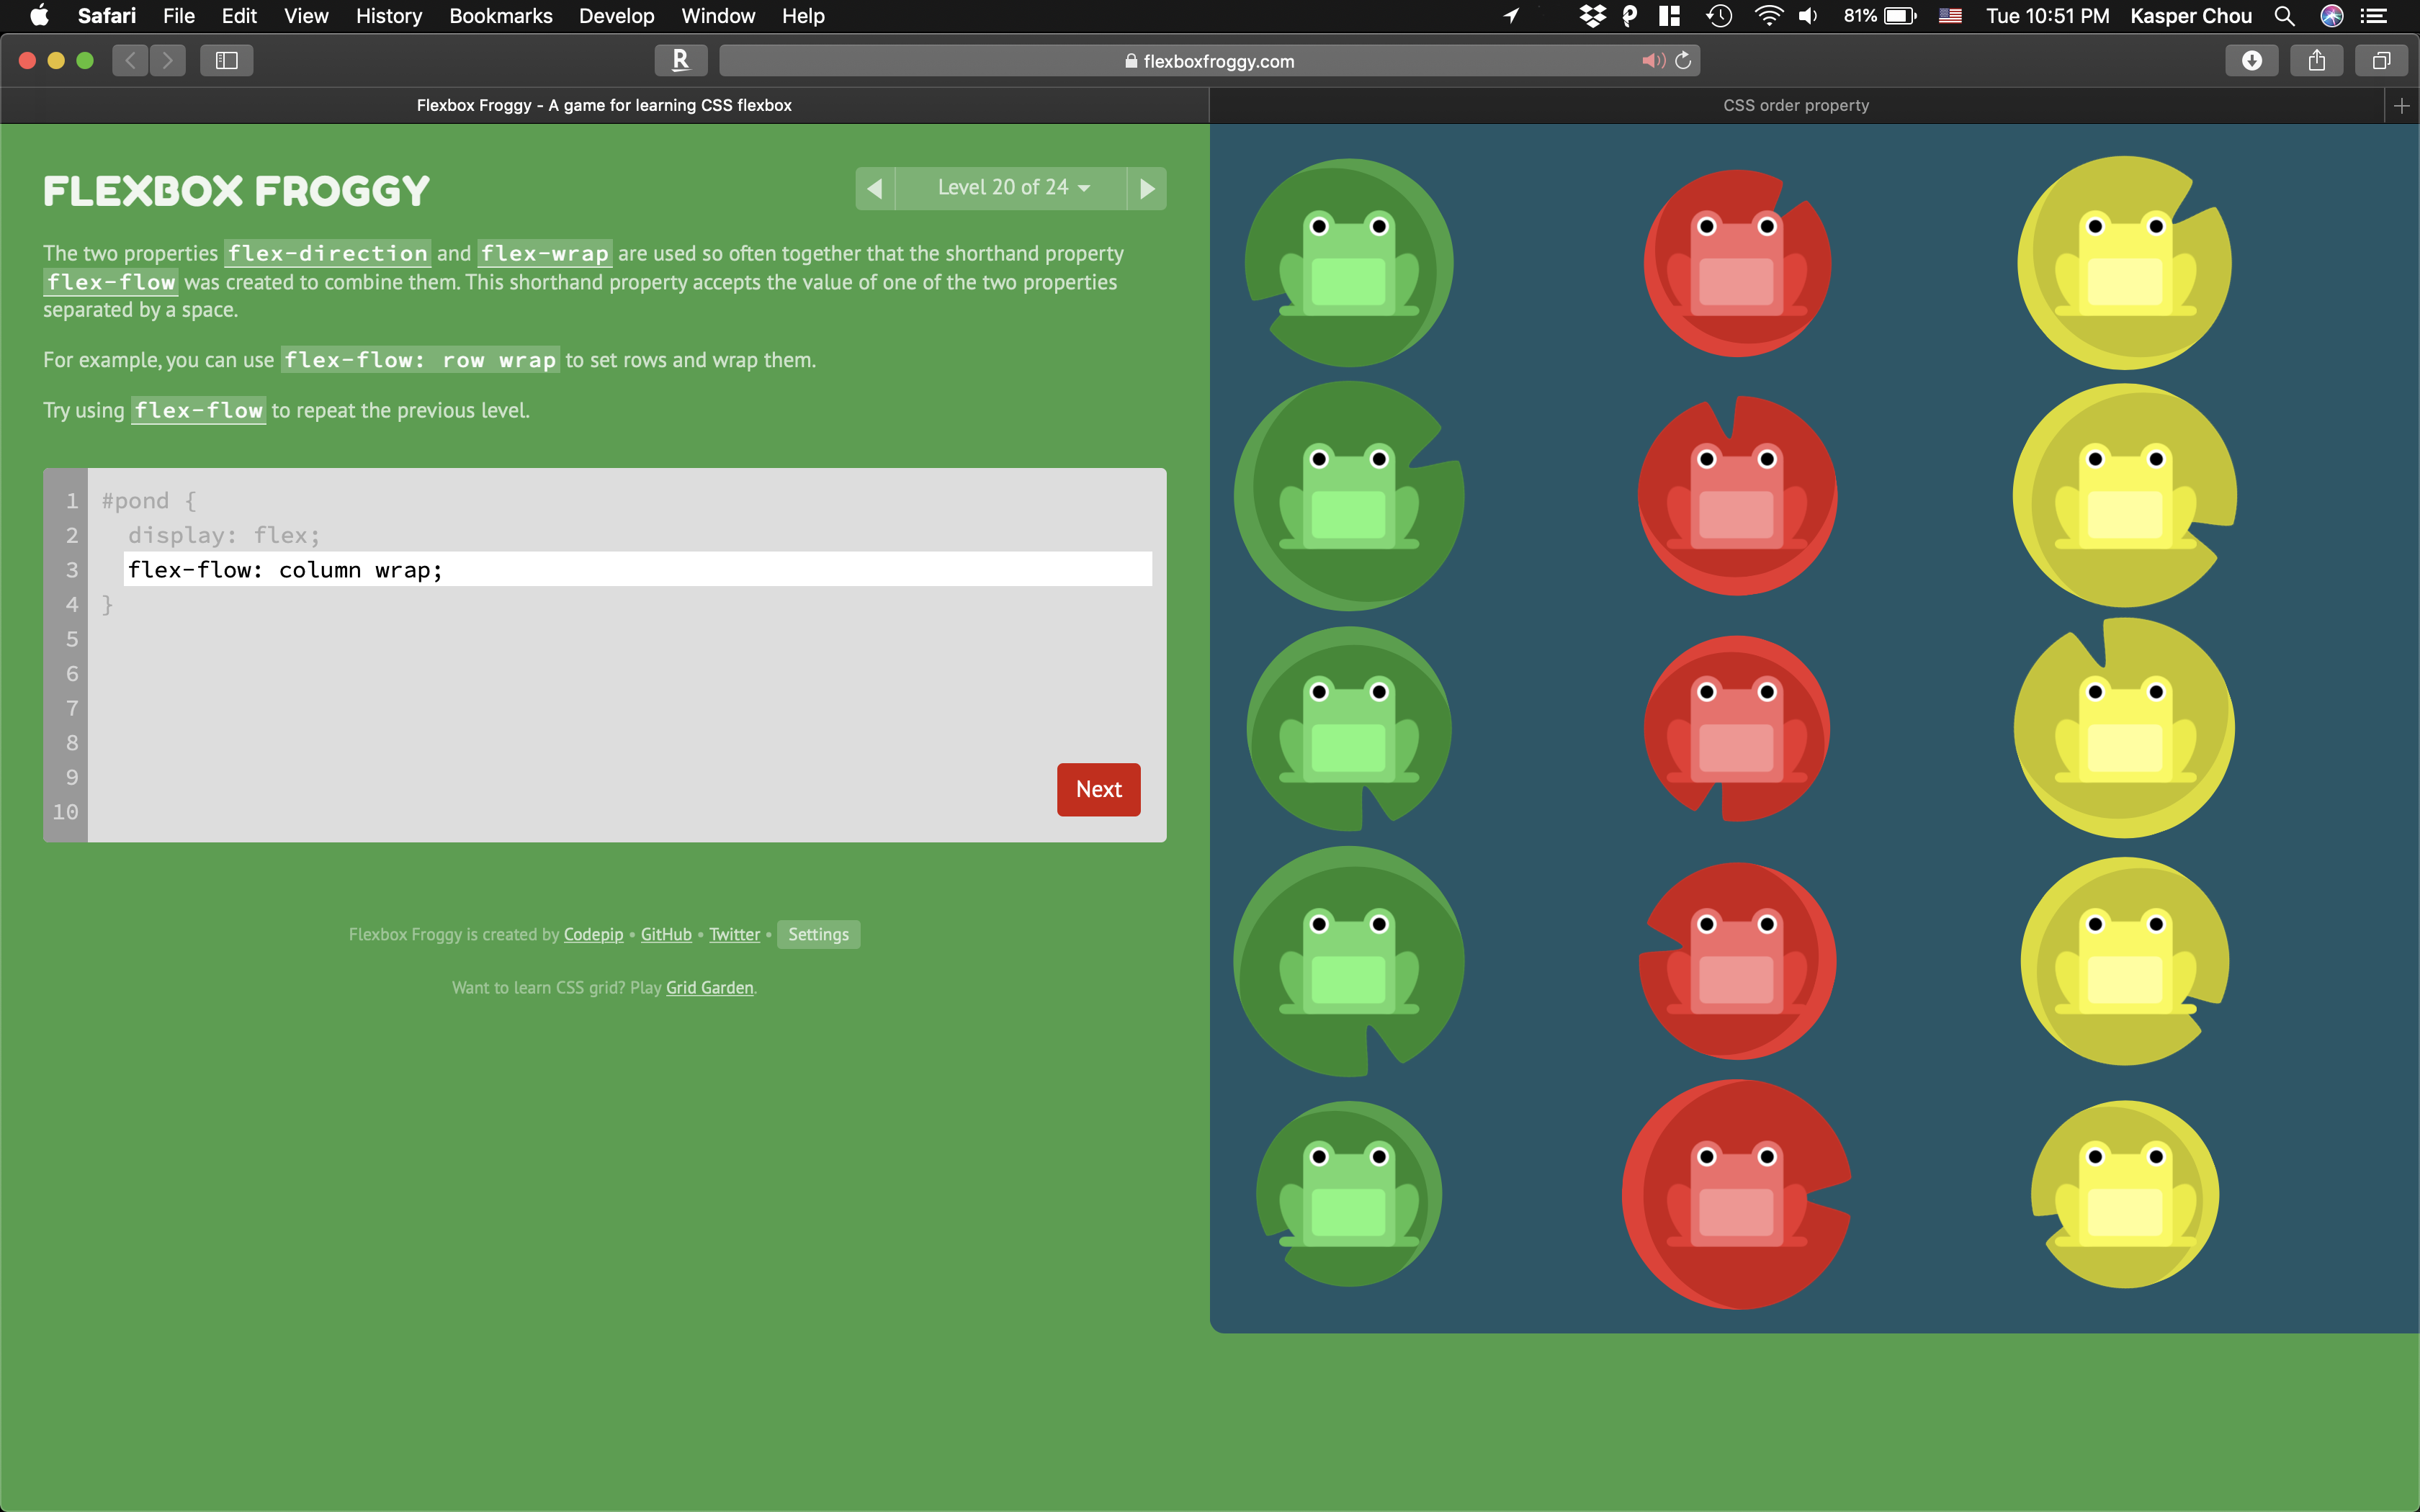 Safari File Edit View History Bookmarks Develop Window Help 81% Tue 10:51 PM Kasper Chou
R flexboxfroggy.com
Flexbox Froggy - A game for learning CSS flexbox CSS order property
FLEXBOX FROGGY
Level 20 of 24
The two properties flex-direction and flex-wrap are used so often together that the shorthand property
flex-flow was created to combine them. This shorthand property accepts the value of one of the two properties
separated by a space.
For example, you can use flex-flow: row wrap to set rows and wrap them.
Try using flex-flow to repeat the previous level.
1 #pond {
2 display: flex;
3 flex-flow: column wrap;
4 }
5
6
7
8
9
10
Next
Flexbox Froggy is created by Codepip • GitHub • Twitter • Settings
Want to learn CSS grid? Play Grid Garden.